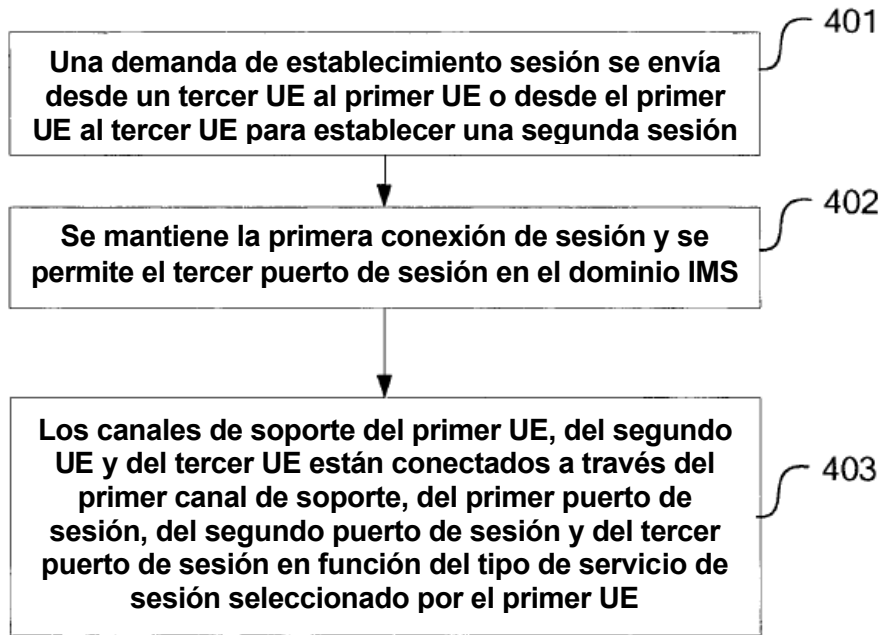 401
Una demanda de establecimiento sesión se envía
desde un tercer UE al primer UE o desde el primer
UE al tercer UE para establecer una segunda sesión
402
Se mantiene la primera conexión de sesión y se
permite el tercer puerto de sesión en el dominio IMS
Los canales de soporte del primer UE, del segundo
UE y del tercer UE están conectados a través del
primer canal de soporte, del primer puerto de
sesión, del segundo puerto de sesión y del tercer
puerto de sesión en función del tipo de servicio de
sesión seleccionado por el primer UE
403